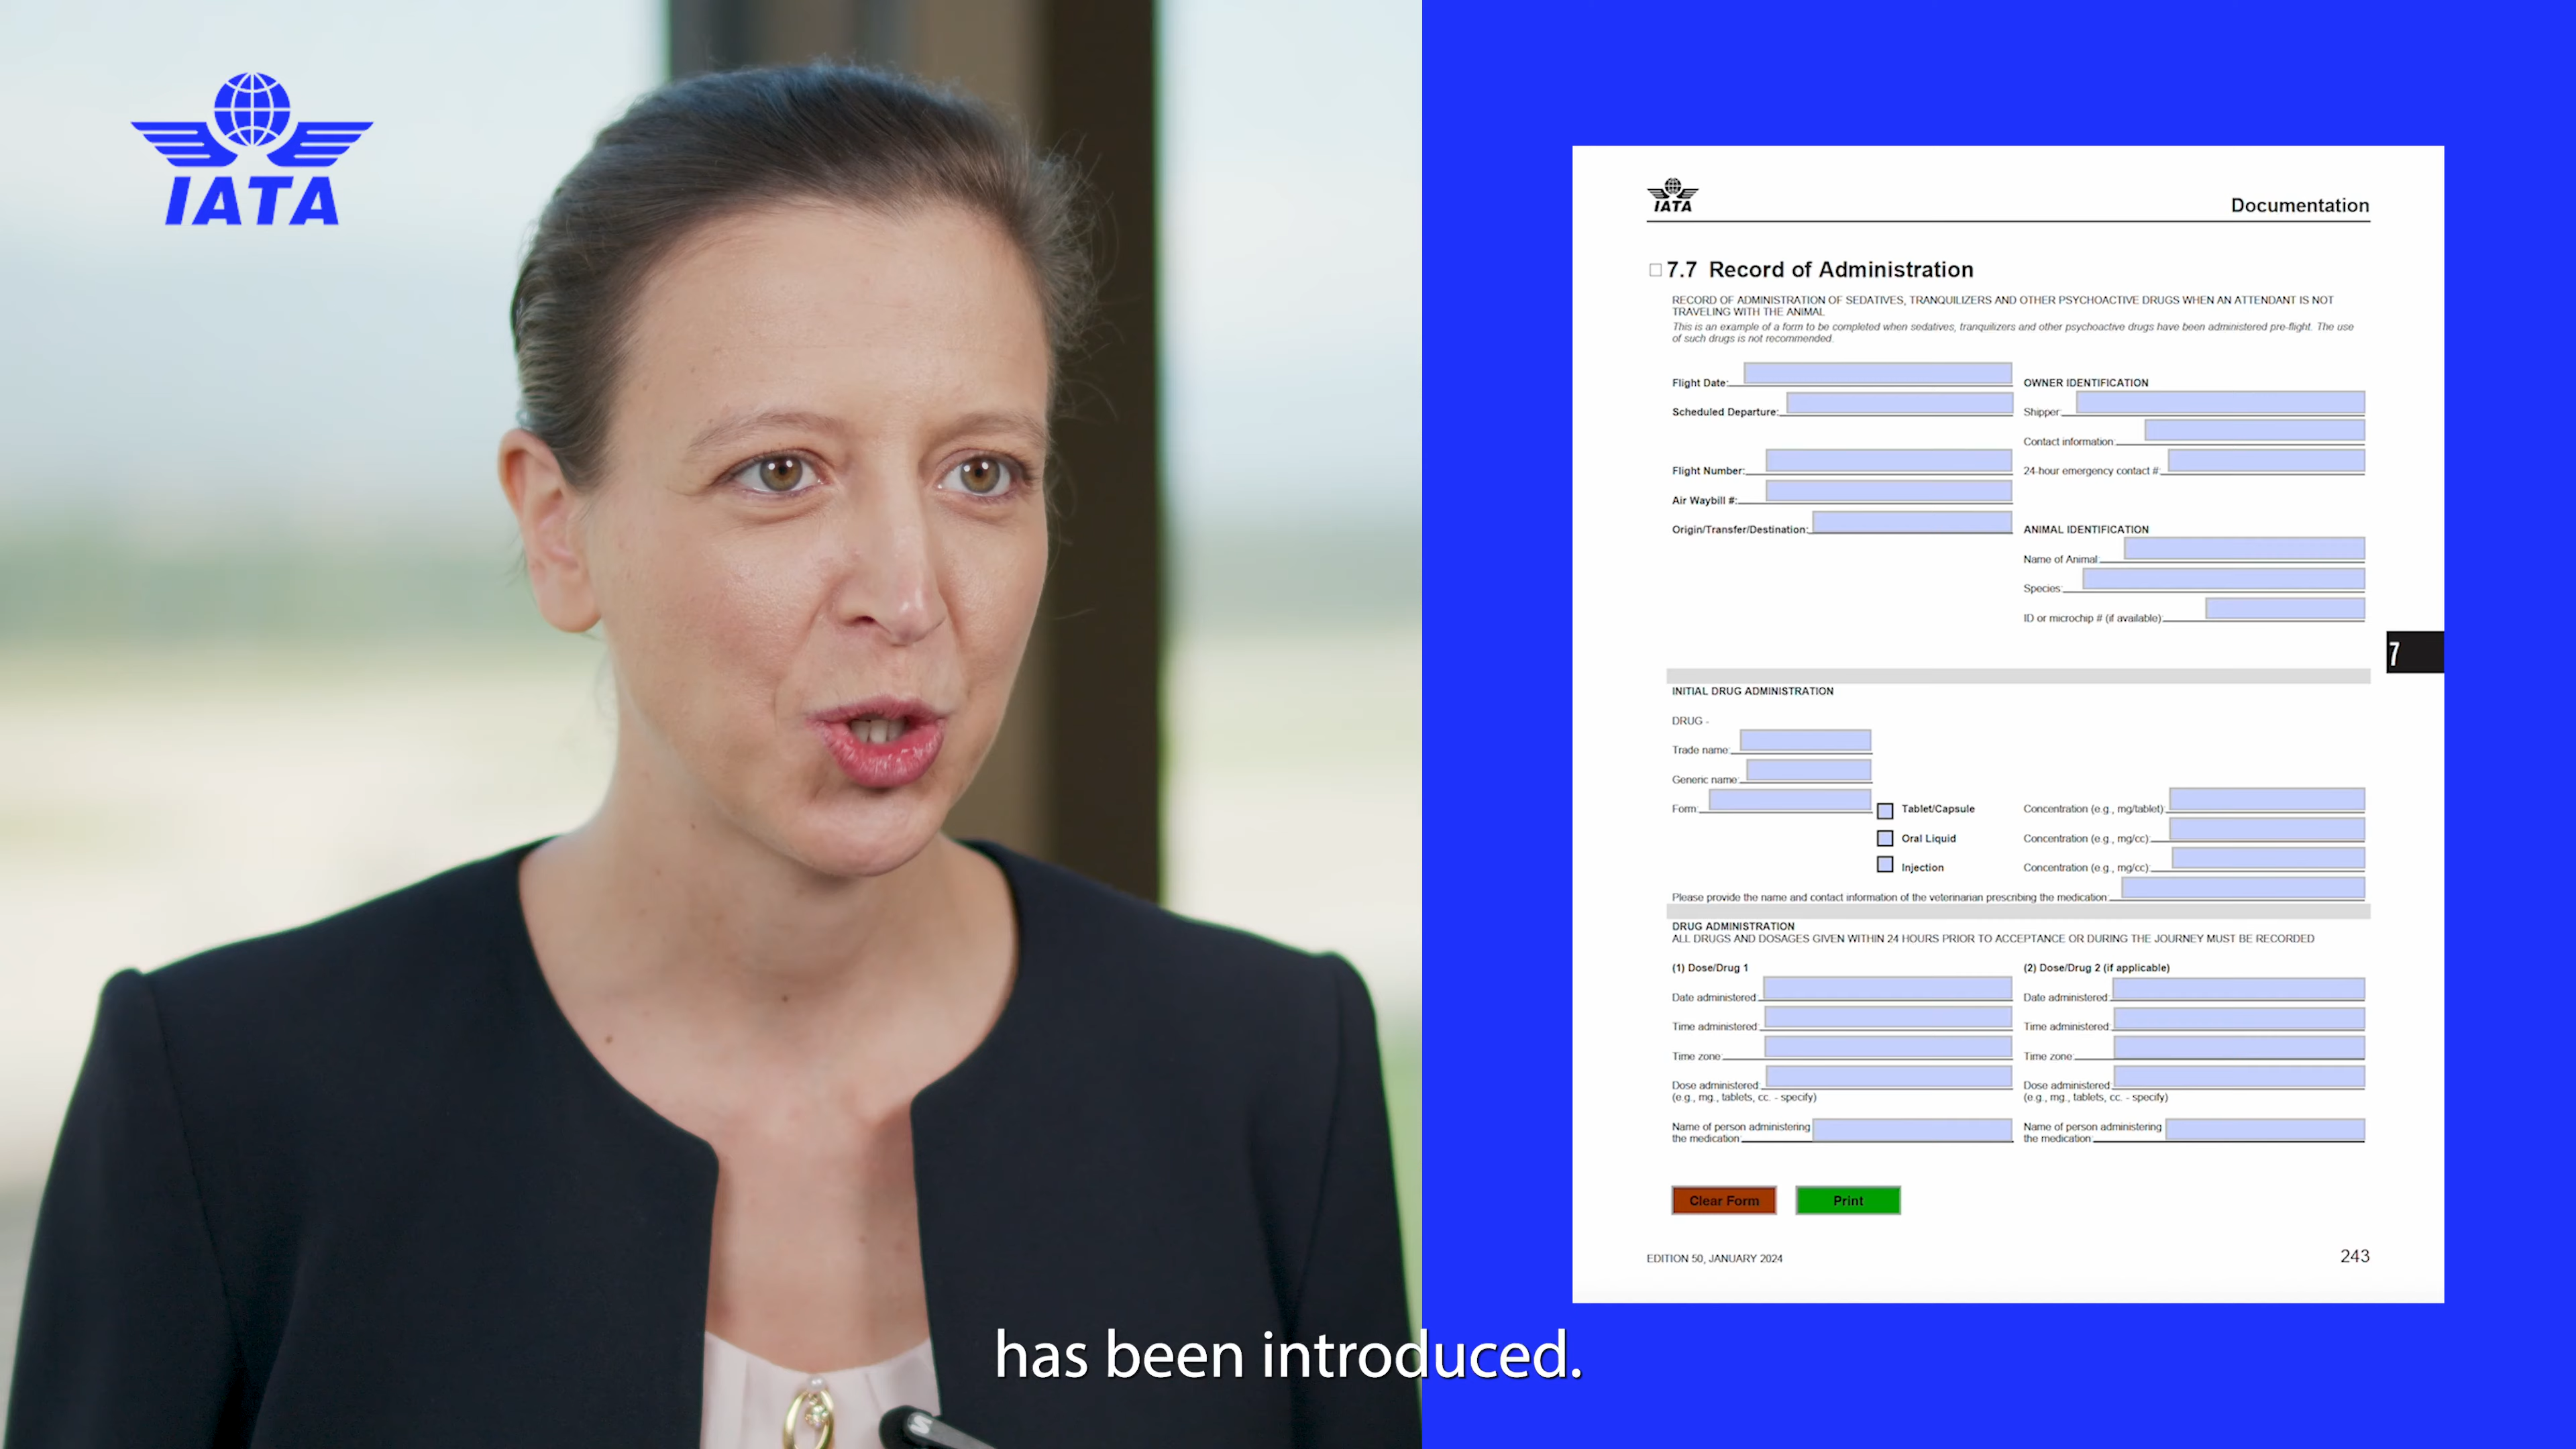 IATA
IATA
Documentation
7.7 Record of Administration
RECORD OF ADMINISTRATION OF SEDATIVES, TRANQUILIZERS AND OTHER PSYCHOACTIVE DRUGS WHEN AN ATTENDANT IS NOT
TRAVELING WITH THE ANIMAL
This is an example of a form to be completed when sedatives, tranquilizers and other psychoactive drugs have been administered pre-flight. The use
of such drugs is not recommended.
Flight Date:
OWNER IDENTIFICATION
Scheduled Departure:
Shipper:
Contact information:
Flight Number:
24-hour emergency contact #:
Air Waybill #:
Origin/Transfer/Destination:
ANIMAL IDENTIFICATION
Name of Animal:
Species:
ID or microchip # (if available):
7
INITIAL DRUG ADMINISTRATION
DRUG -
Trade name:
Generic name:
Form:
Tablet/Capsule
Concentration (e.g., mg/tablet):
Oral Liquid
Concentration (e.g., mg/cc):
Injection
Concentration (e.g., mg/cc):
Please provide the name and contact information of the veterinarian prescribing the medication:
DRUG ADMINISTRATION
ALL DRUGS AND DOSAGES GIVEN WITHIN 24 HOURS PRIOR TO ACCEPTANCE OR DURING THE JOURNEY MUST BE RECORDED
(1) Dose/Drug 1
(2) Dose/Drug 2 (if applicable)
Date administered:
Date administered:
Time administered:
Time administered:
Time zone:
Time zone:
Dose administered:
(e.g., mg., tablets, cc. - specify)
Dose administered:
(e.g., mg., tablets, cc. - specify)
Name of person administering
the medication:
Name of person administering
the medication:
Clear Form
Print
EDITION 50, JANUARY 2024
243
has been introduced.